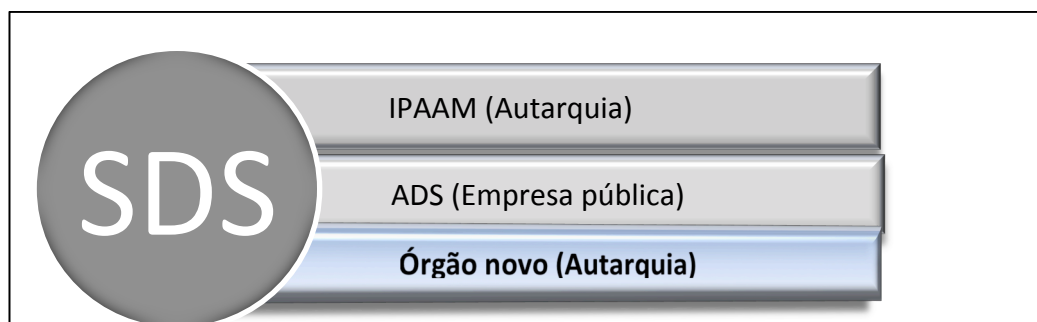 SDS
IPAAM (Autarquia)
ADS (Empresa pública)
Órgão novo (Autarquia)